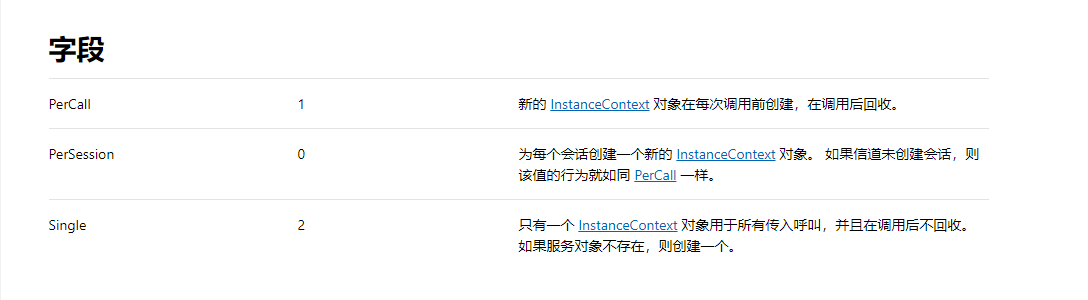 字段
PerCall 1 新的 InstanceContext 对象在每次调用前创建，在调用后回收。
PerSession 0 为每个会话创建一个新的 InstanceContext 对象。 如果信道未创建会话，则
该值的行为就如同 PerCall 一样。
Single 2 只有一个 InstanceContext 对象用于所有传入呼叫，并且在调用后不回收。
如果服务对象不存在，则创建一个。